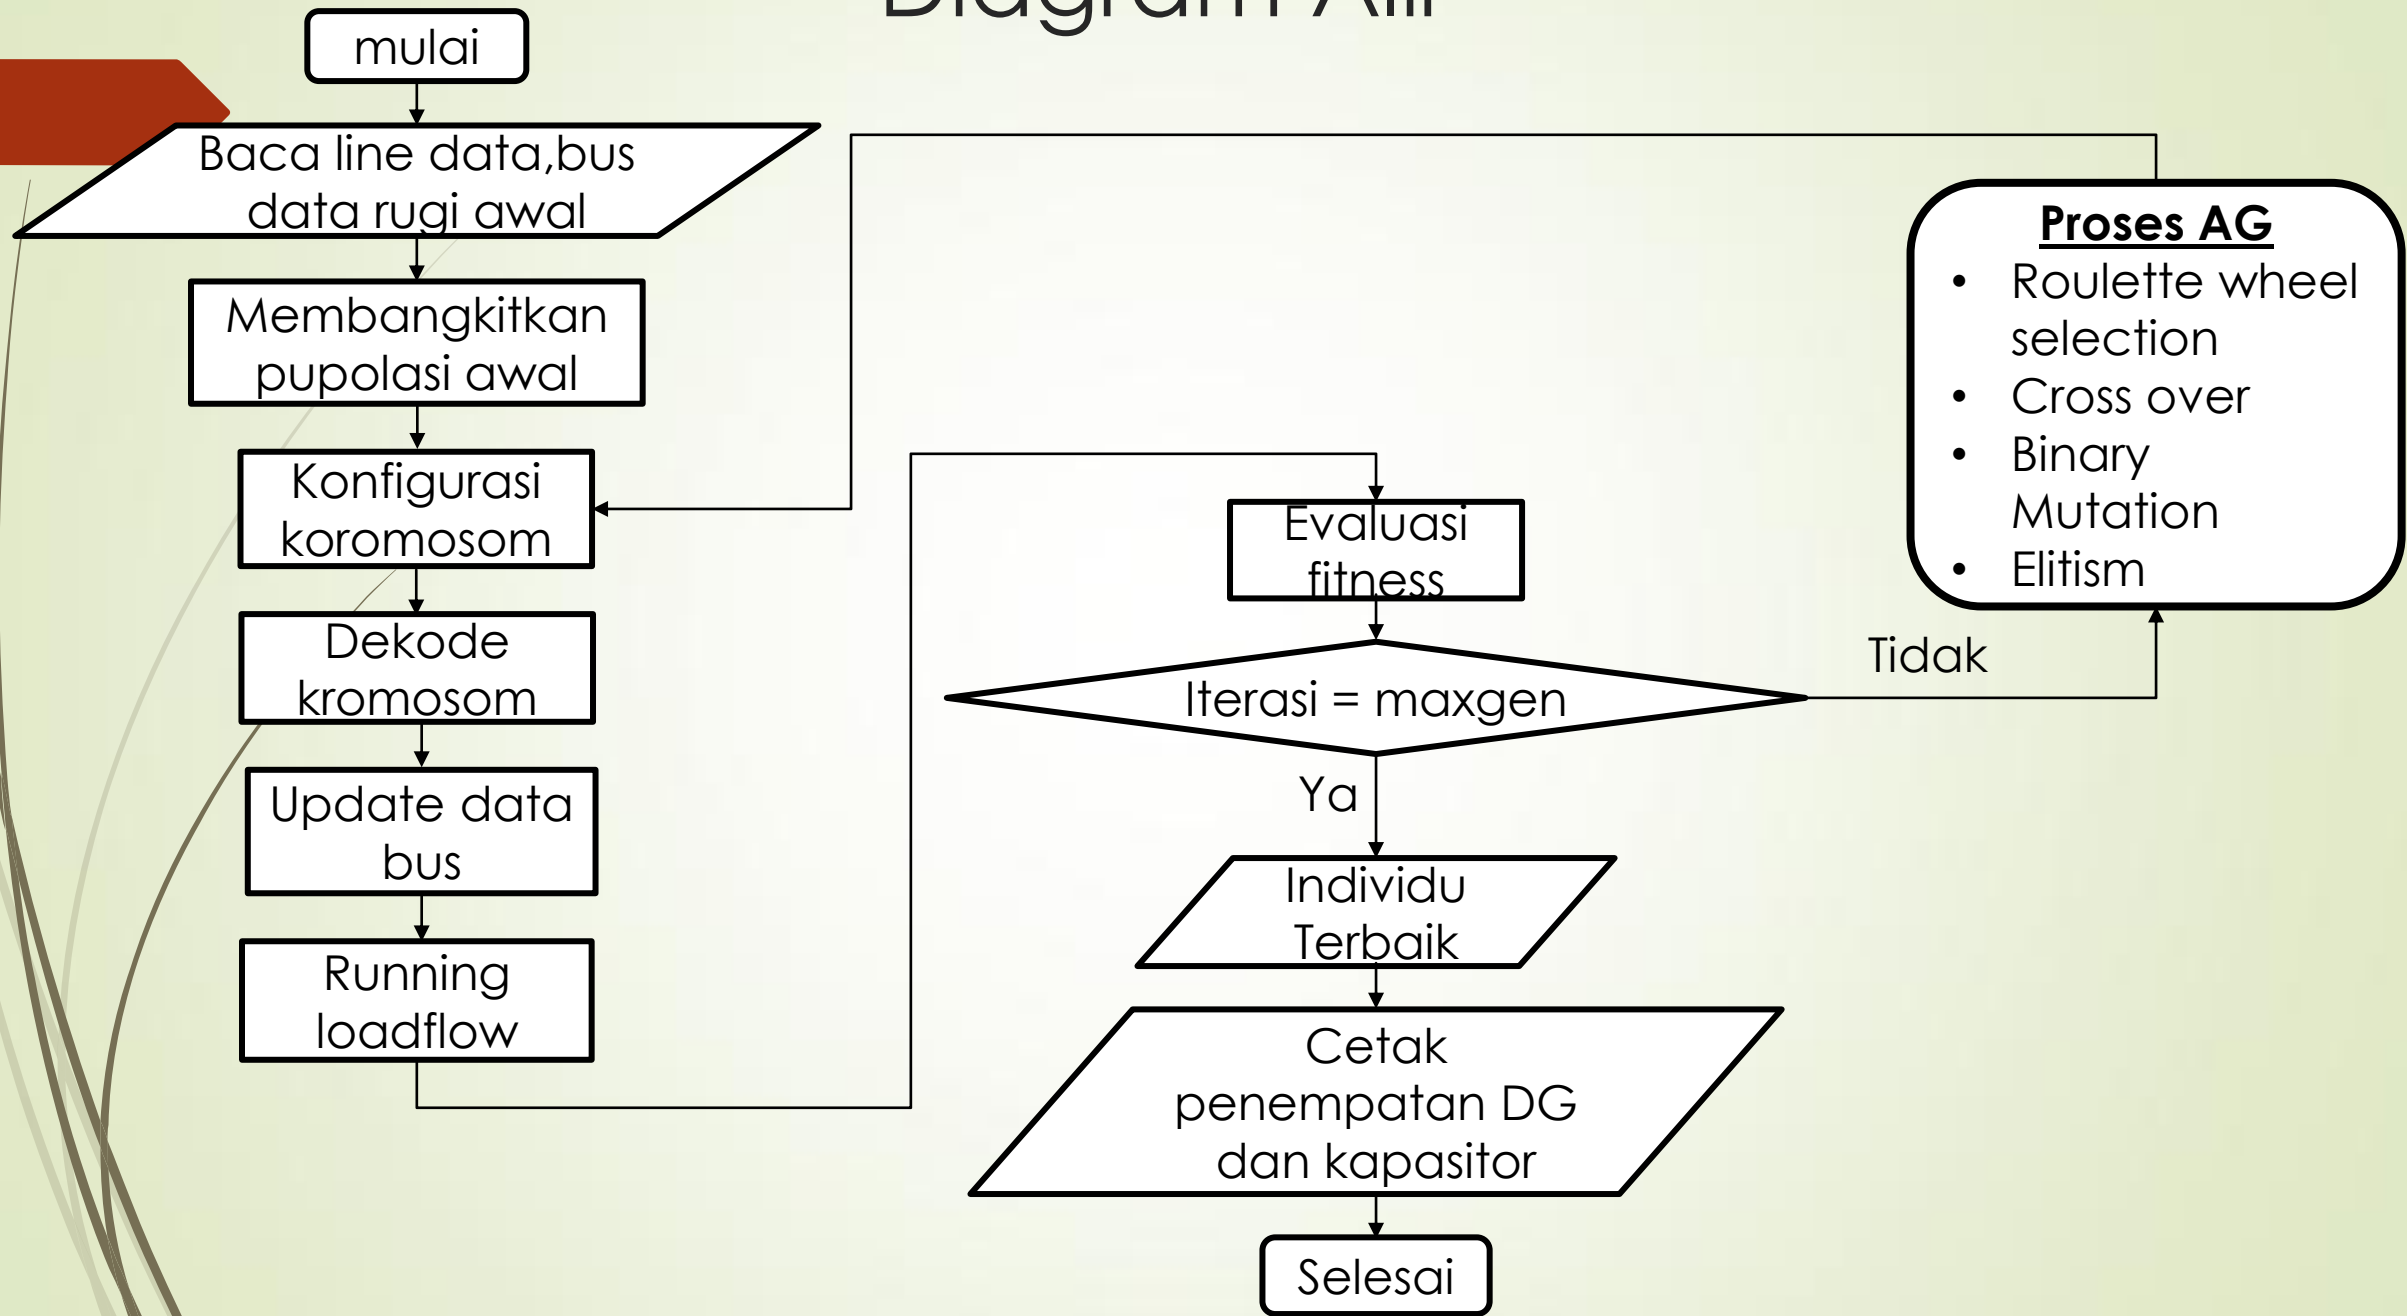 Diagram Alir
mulai
Baca line data,bus
data rugi awal
Membangkitkan
pupolasi awal
Konfigurasi
koromosom
Dekode
kromosom
Update data
bus
Running
loadflow
Evaluasi
fitness
Iterasi = maxgen
Tidak
Ya
Individu
Terbaik
Cetak
penempatan DG
dan kapasitor
Selesai
Proses AG
• Roulette wheel
selection
• Cross over
• Binary
Mutation
• Elitism